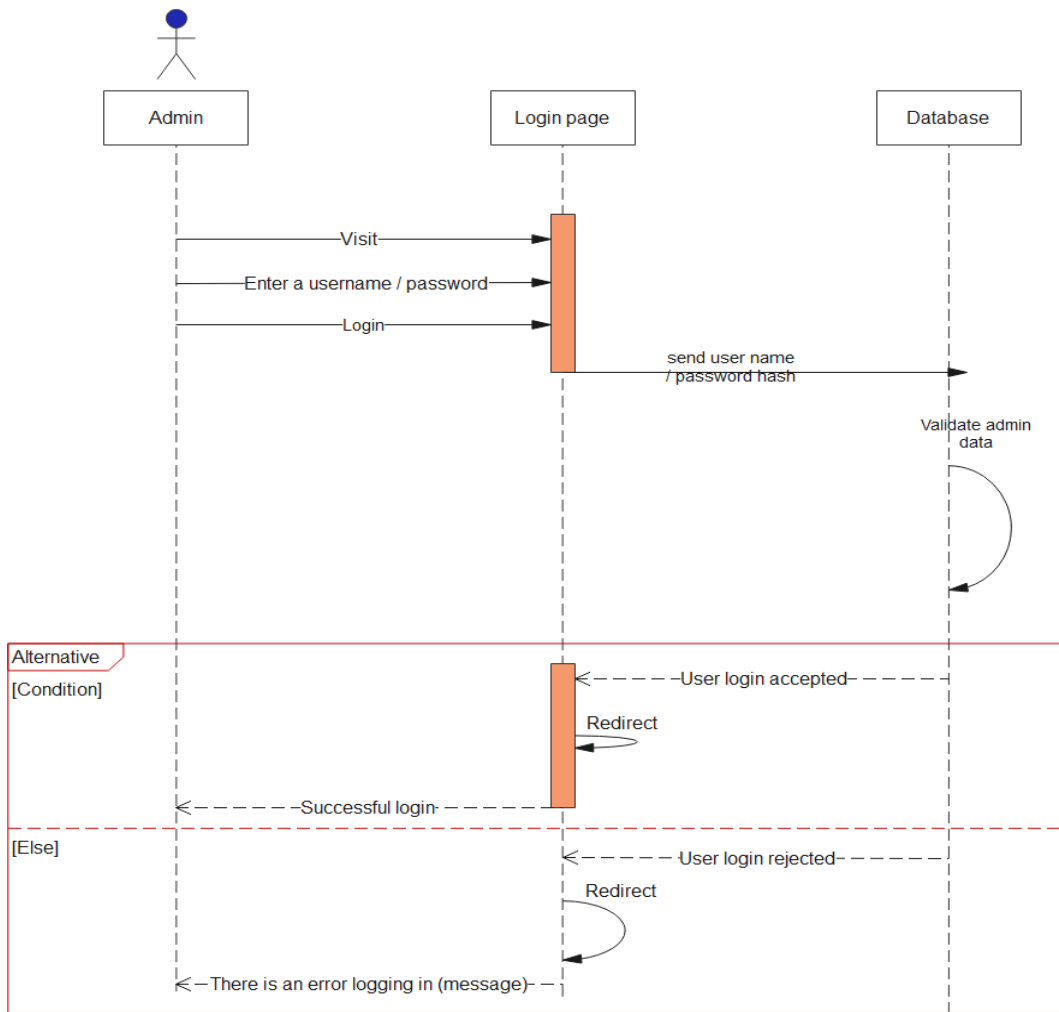 Admin
Login page
Database
Visit
Enter a username / password
Login
send user name
/ password hash
Validate admin
data
Alternative
[Condition]
User login accepted
Redirect
Successful login
[Else]
User login rejected
Redirect
There is an error logging in (message)